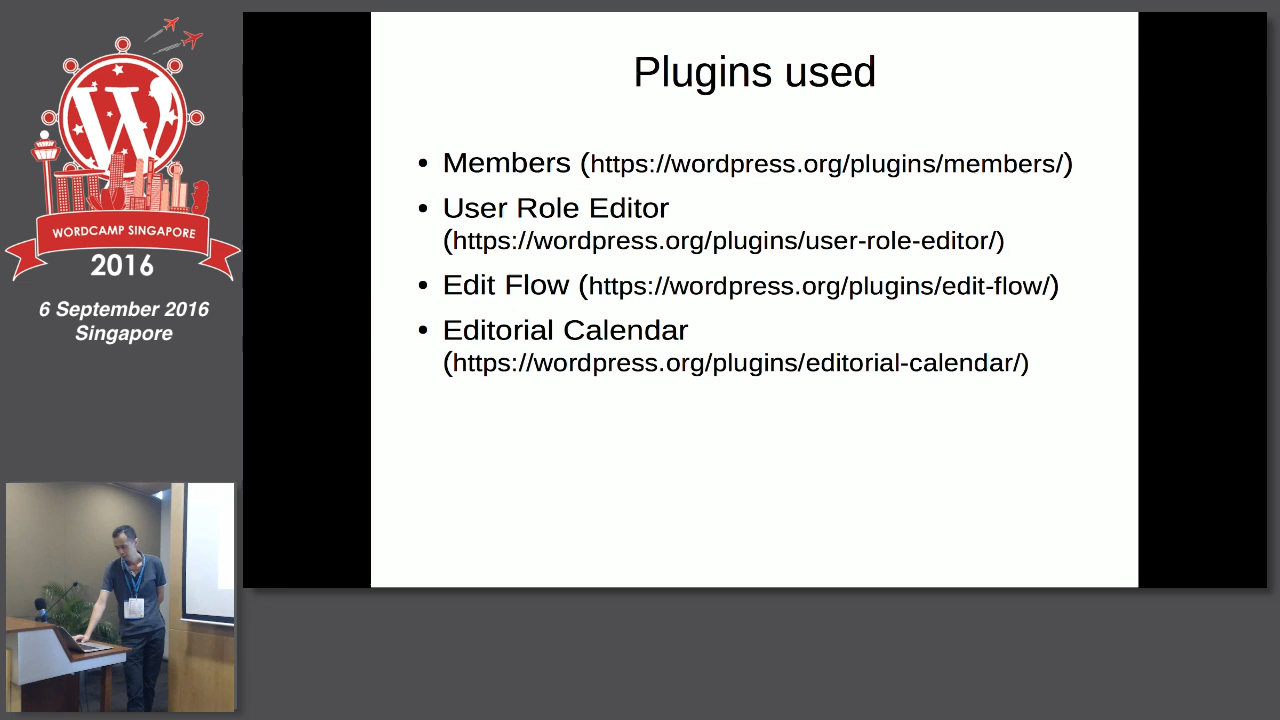 W
WORDCAMP SINGAPORE
2016
6 September 2016
Singapore
Plugins used
• Members (https://wordpress.org/plugins/members/)
• User Role Editor
(https://wordpress.org/plugins/user-role-editor/)
• Edit Flow (https://wordpress.org/plugins/edit-flow/)
• Editorial Calendar
(https://wordpress.org/plugins/editorial-calendar/)